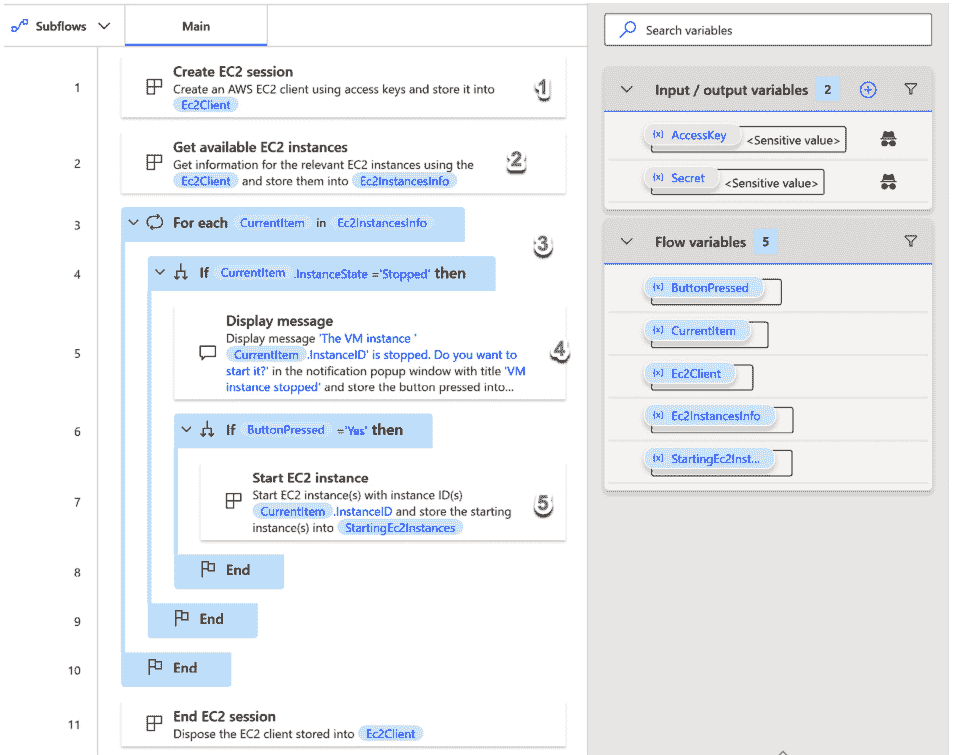 Subflows
Main
Search variables
1
Create EC2 session
Create an AWS EC2 client using access keys and store it into
Ec2Client
1
2
Get available EC2 instances
Get information for the relevant EC2 instances using the
Ec2Client and store them into Ec2InstancesInfo
2
3
For each CurrentItem in Ec2InstancesInfo
3
4
If CurrentItem .InstanceState ='Stopped' then
5
Display message
Display message 'The VM instance '
CurrentItem .InstanceID' is stopped. Do you want to
start it?' in the notification popup window with title 'VM
instance stopped' and store the button pressed into...
4
6
If ButtonPressed ='Yes' then
7
Start EC2 instance
Start EC2 instance(s) with instance ID(s)
CurrentItem .InstanceID and store the starting
instance(s) into StartingEc2Instances
5
8
End
9
End
10
End
11
End EC2 session
Dispose the EC2 client stored into Ec2Client
Input / output variables 2
{x} AccessKey <Sensitive value>
{x} Secret <Sensitive value>
Flow variables 5
{x} ButtonPressed
{x} CurrentItem
{x} Ec2Client
{x} Ec2InstancesInfo
{x} StartingEc2Inst...